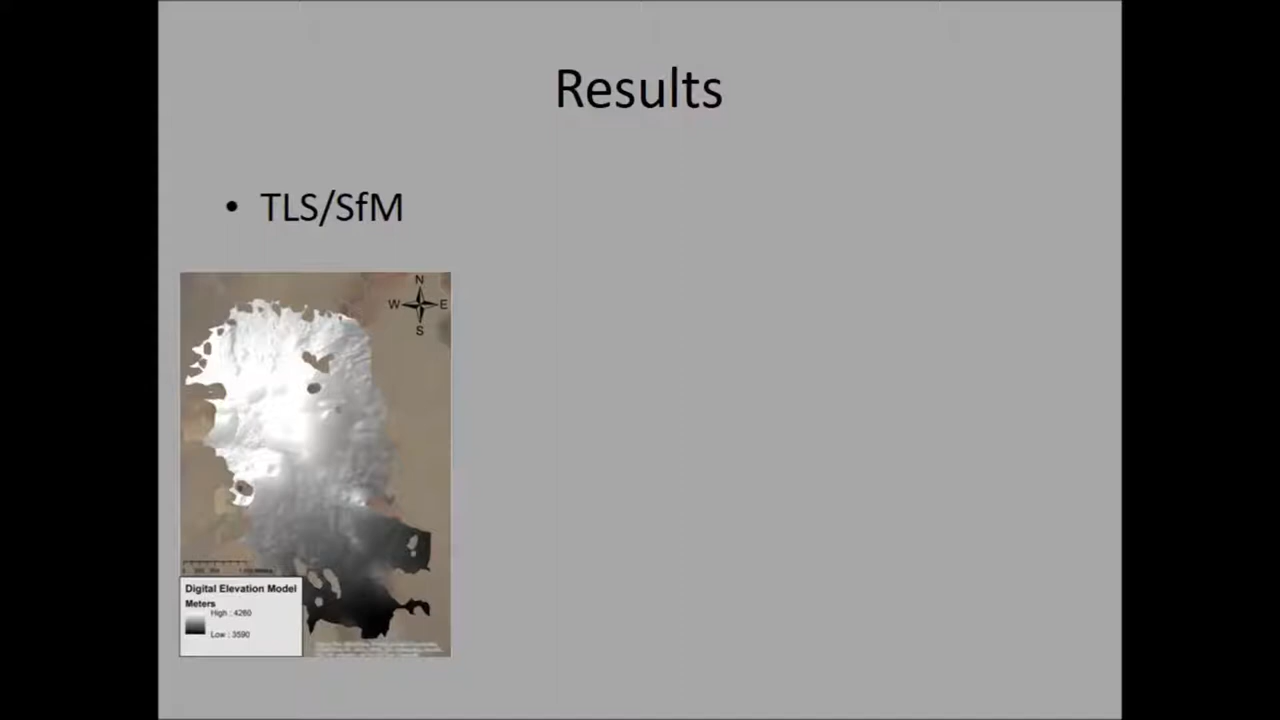 Results
• TLS/SfM
N
W E
S
Digital Elevation Model
Meters
High : 4280
Low : 3590